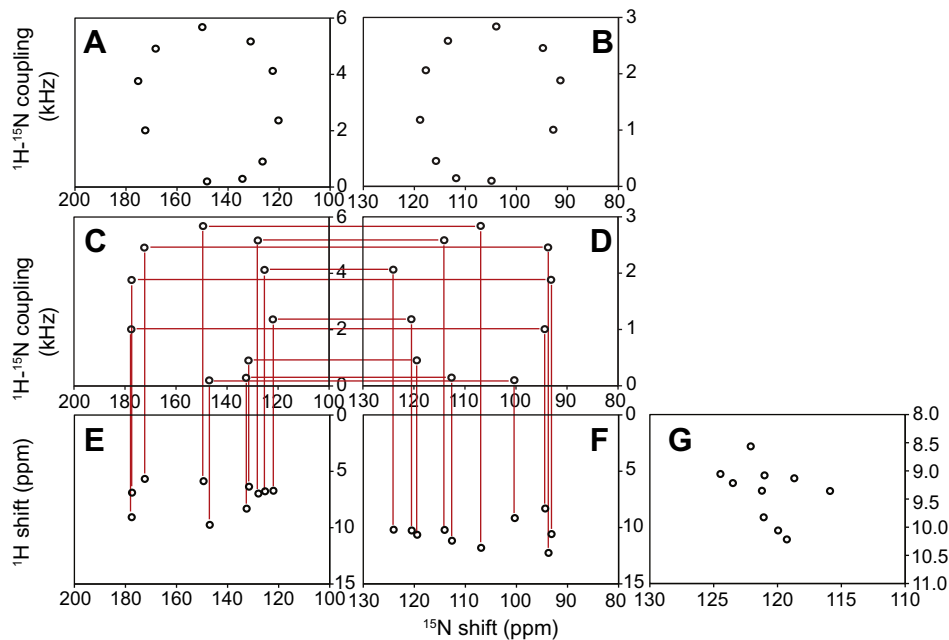 A
B
¹H-¹⁵N coupling
(kHz)
6
4
2
0
3
2
1
0
200 180 160 140 120 100
130 120 110 100 90 80
C
D
¹H-¹⁵N coupling
(kHz)
6
4
2
0
3
2
1
0
200 180 160 140 120 100
130 120 110 100 90 80
E
F
G
¹H shift (ppm)
0
5
10
15
0
5
10
15
8.0
8.5
9.0
9.5
10.0
10.5
11.0
200 180 160 140 120 100
130 120 110 100 90 80
130 125 120 115 110
¹⁵N shift (ppm)